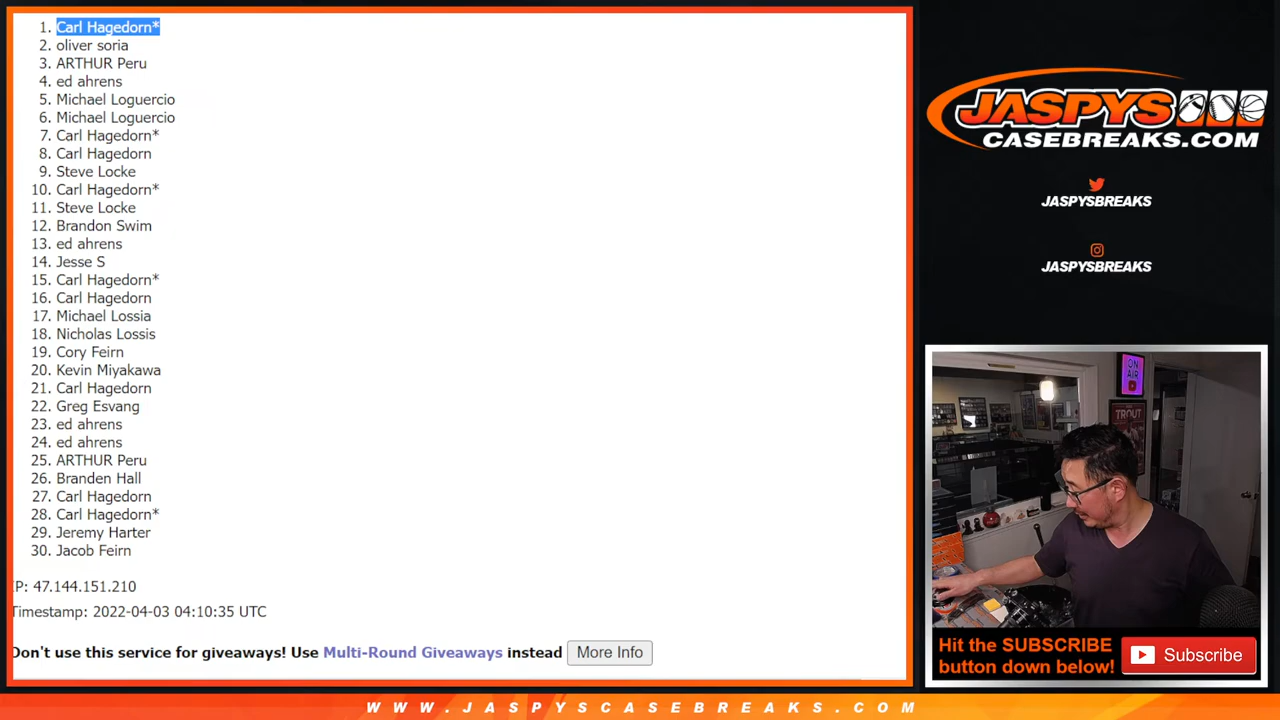 1. Carl Hagedorn*
2. oliver soria
3. ARTHUR Peru
4. ed ahrens
5. Michael Loguercio
6. Michael Loguercio
7. Carl Hagedorn*
8. Carl Hagedorn
9. Steve Locke
10. Carl Hagedorn*
11. Steve Locke
12. Brandon Swim
13. ed ahrens
14. Jesse S
15. Carl Hagedorn*
16. Carl Hagedorn
17. Michael Lossia
18. Nicholas Lossis
19. Cory Feirn
20. Kevin Miyakawa
21. Carl Hagedorn
22. Greg Esvang
23. ed ahrens
24. ed ahrens
25. ARTHUR Peru
26. Branden Hall
27. Carl Hagedorn
28. Carl Hagedorn*
29. Jeremy Harter
30. Jacob Feirn
IP: 47.144.151.210
Timestamp: 2022-04-03 04:10:35 UTC
Don't use this service for giveaways! Use Multi-Round Giveaways instead More Info
JASPYS
CASEBREAKS.COM
JASPYSBREAKS
JASPYSBREAKS
ON
AIR
TROUT
Hit the SUBSCRIBE
button down below!
Subscribe
WWW.JASPYSCASEBREAKS.COM